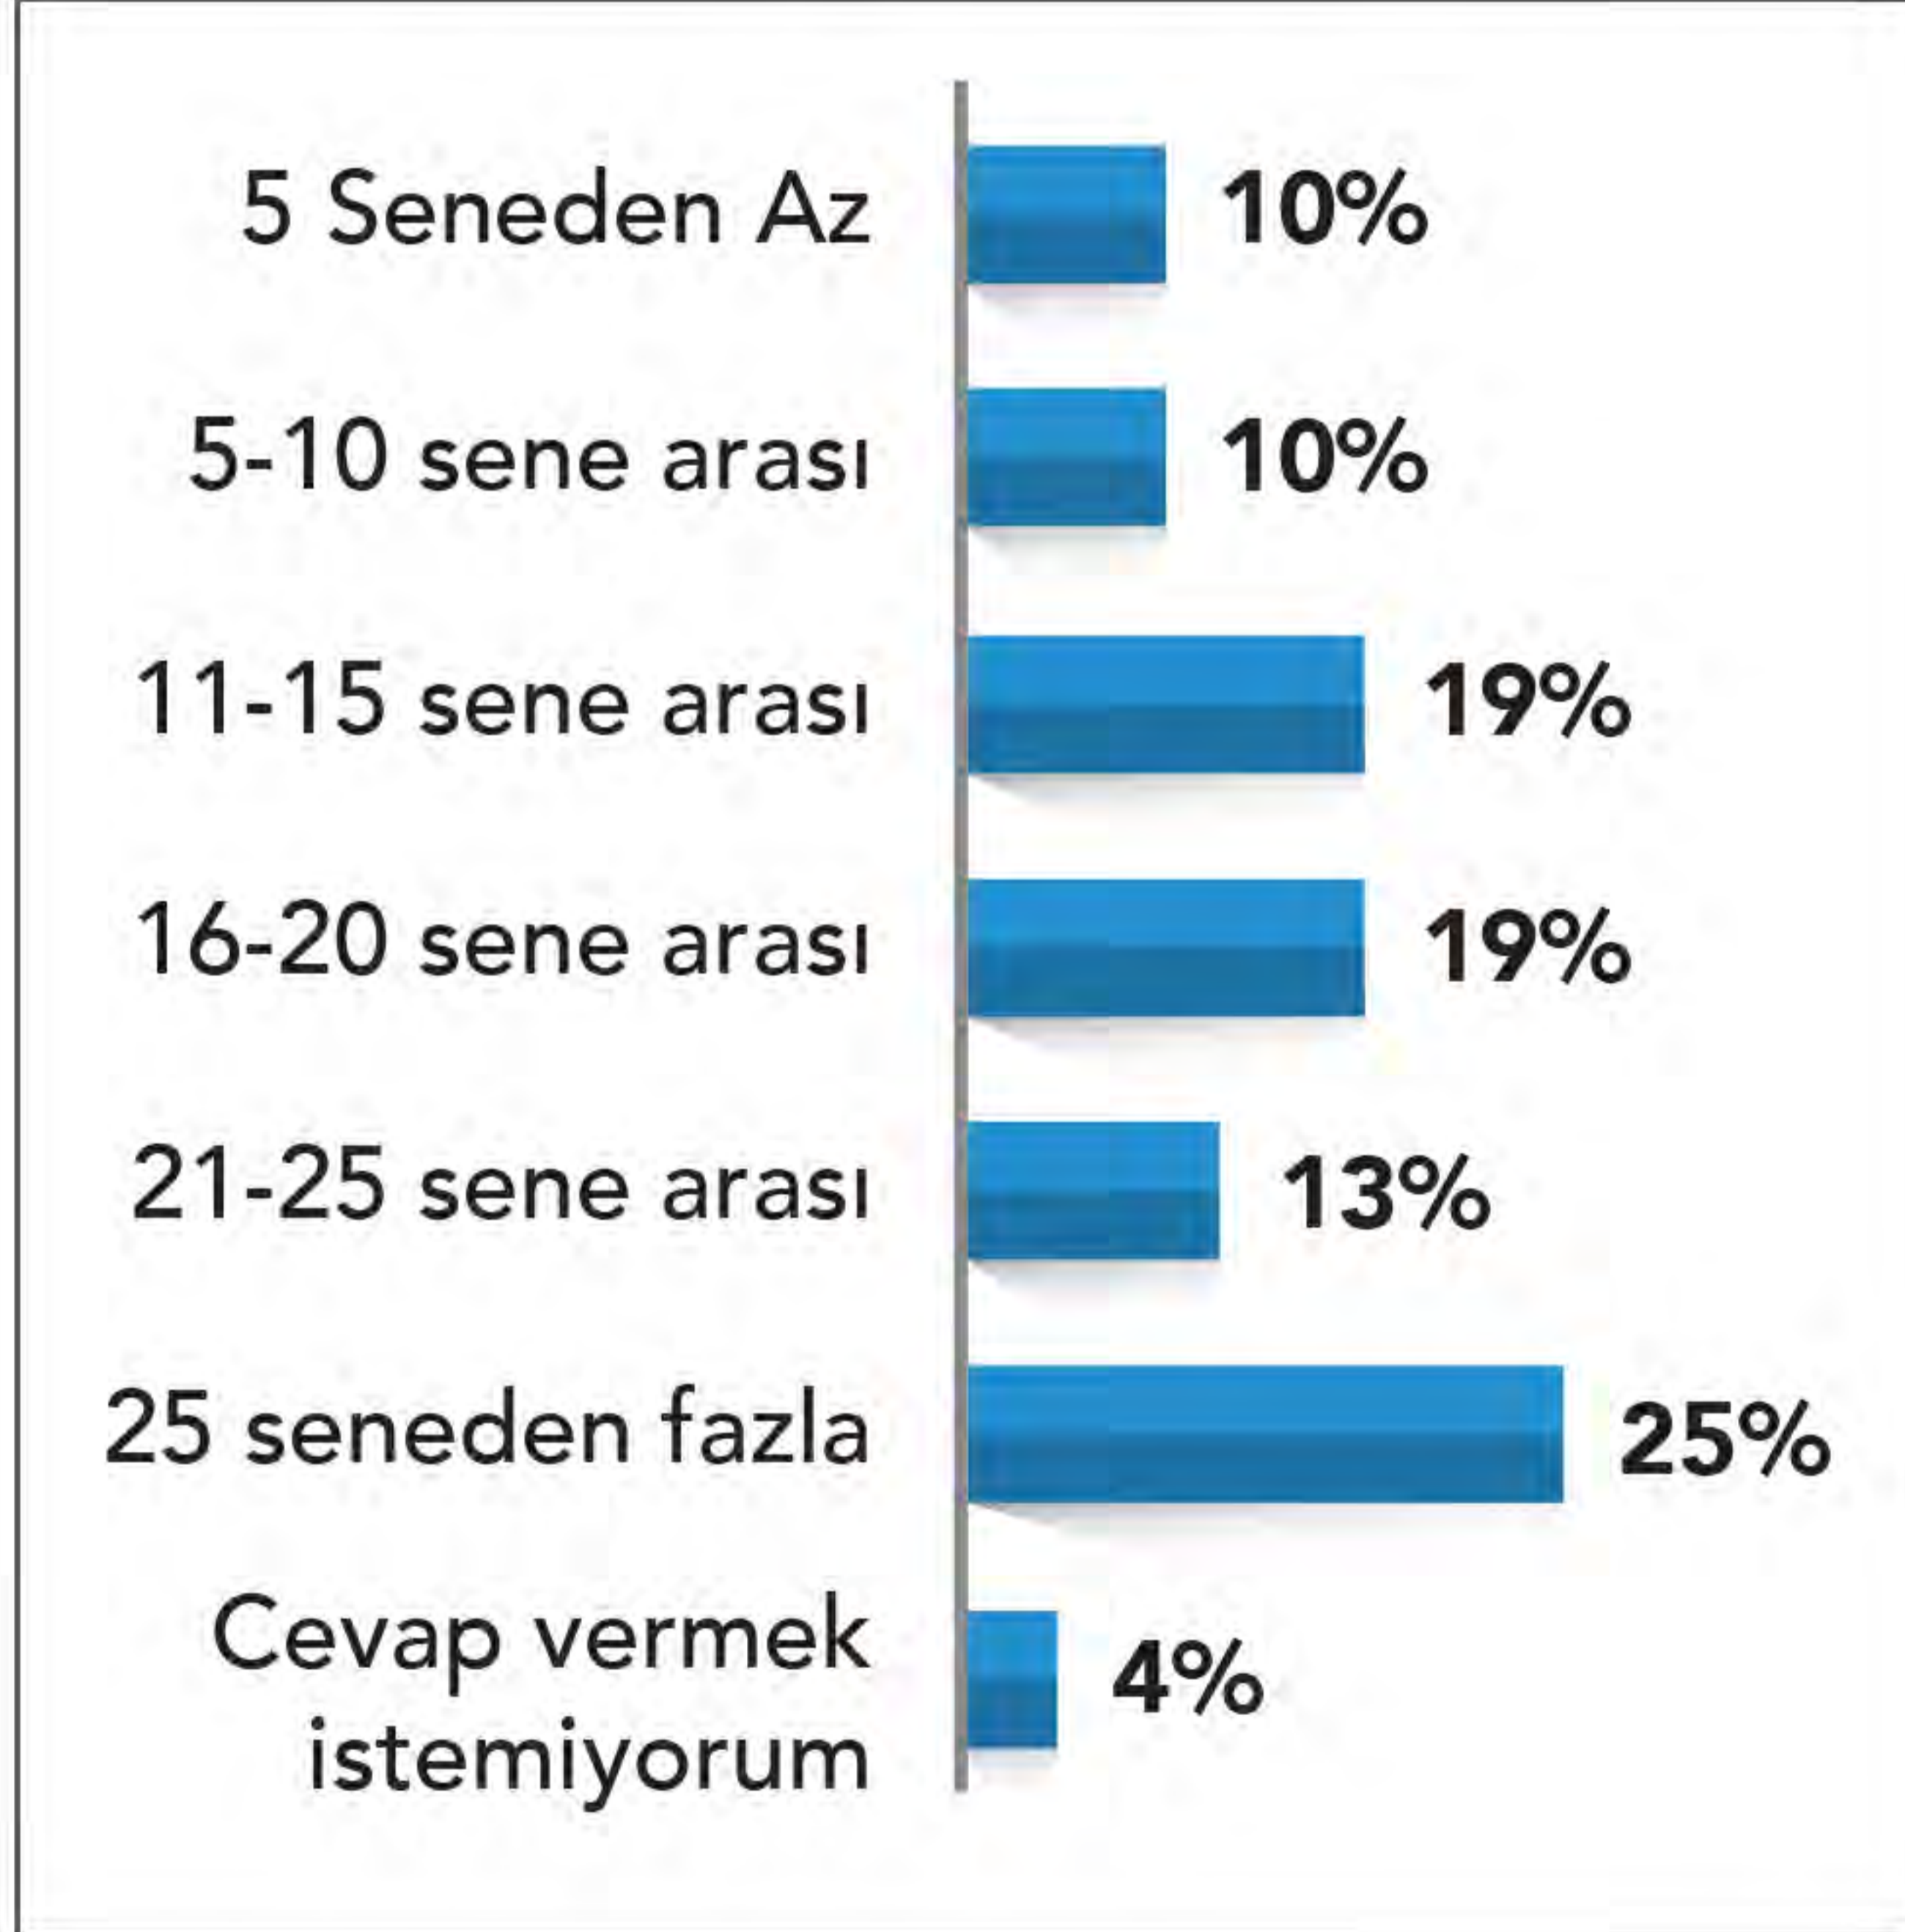 5 Seneden Az 10%
5-10 sene arası 10%
11-15 sene arası 19%
16-20 sene arası 19%
21-25 sene arası 13%
25 seneden fazla 25%
Cevap vermek
istemiyorum 4%